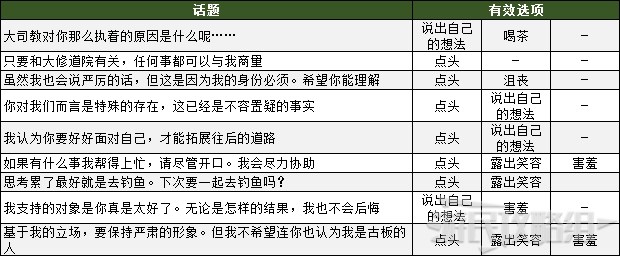 话题 有效选项
大司教对你那么执着的原因是什么呢…… 说出自己的想法 喝茶 –
只要和大修道院有关，任何事都可以与我商量 点头 – –
虽然我也会说严厉的话，但这是因为我的身份必须。希望你能理解 点头 沮丧 –
你对我们而言是特殊的存在，这已经是不容置疑的事实 点头 说出自己的想法 –
我认为你要好好面对自己，才能拓展往后的道路 点头 说出自己的想法 –
如果有什么事我帮得上忙，请尽管开口。我会尽力协助 点头 露出笑容 害羞
思考累了最好就是去钓鱼。下次要一起去钓鱼吗？ 点头 露出笑容 –
我支持的对象是你真是太好了。无论是怎样的结果，我也不会后悔 说出自己的想法 害羞 –
基于我的立场，要保持严肃的形象。但我不希望连你也认为我是古板的人 点头 露出笑容 害羞